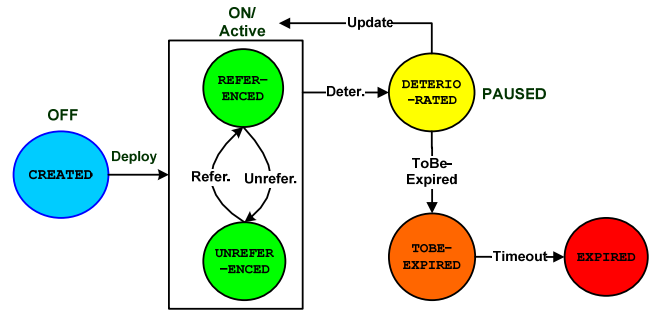 ON/
Active
Update
REFER-
ENCED
Deter.
DETERIO
-RATED
PAUSED
OFF
Deploy
CREATED
Refer.
Unrefer.
ToBe-
Expired
UNREFER
-ENCED
TOBE-
EXPIRED
Timeout
EXPIRED